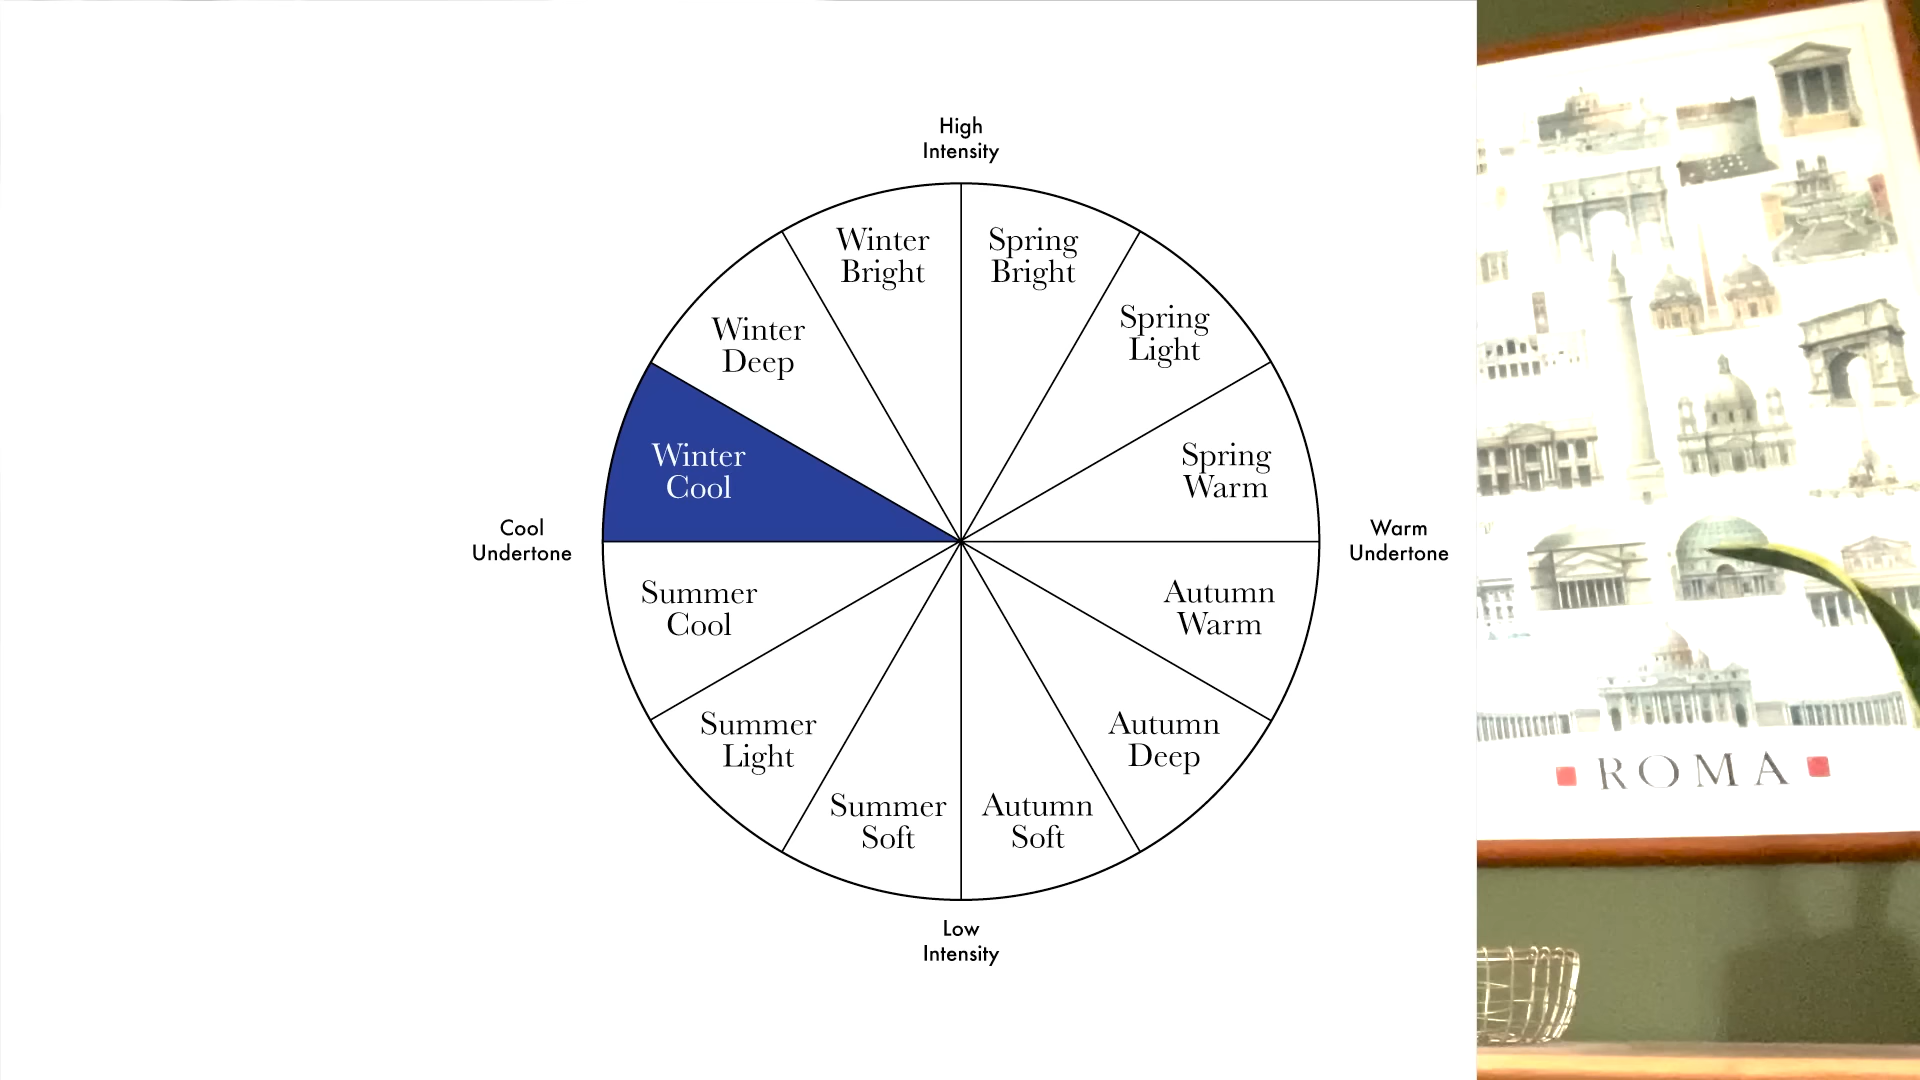 High
Intensity
Winter
Bright
Spring
Bright
Winter
Deep
Spring
Light
Winter
Cool
Spring
Warm
Cool
Undertone
Warm
Undertone
Summer
Cool
Autumn
Warm
Summer
Light
Autumn
Deep
Summer
Soft
Autumn
Soft
Low
Intensity
ROMA